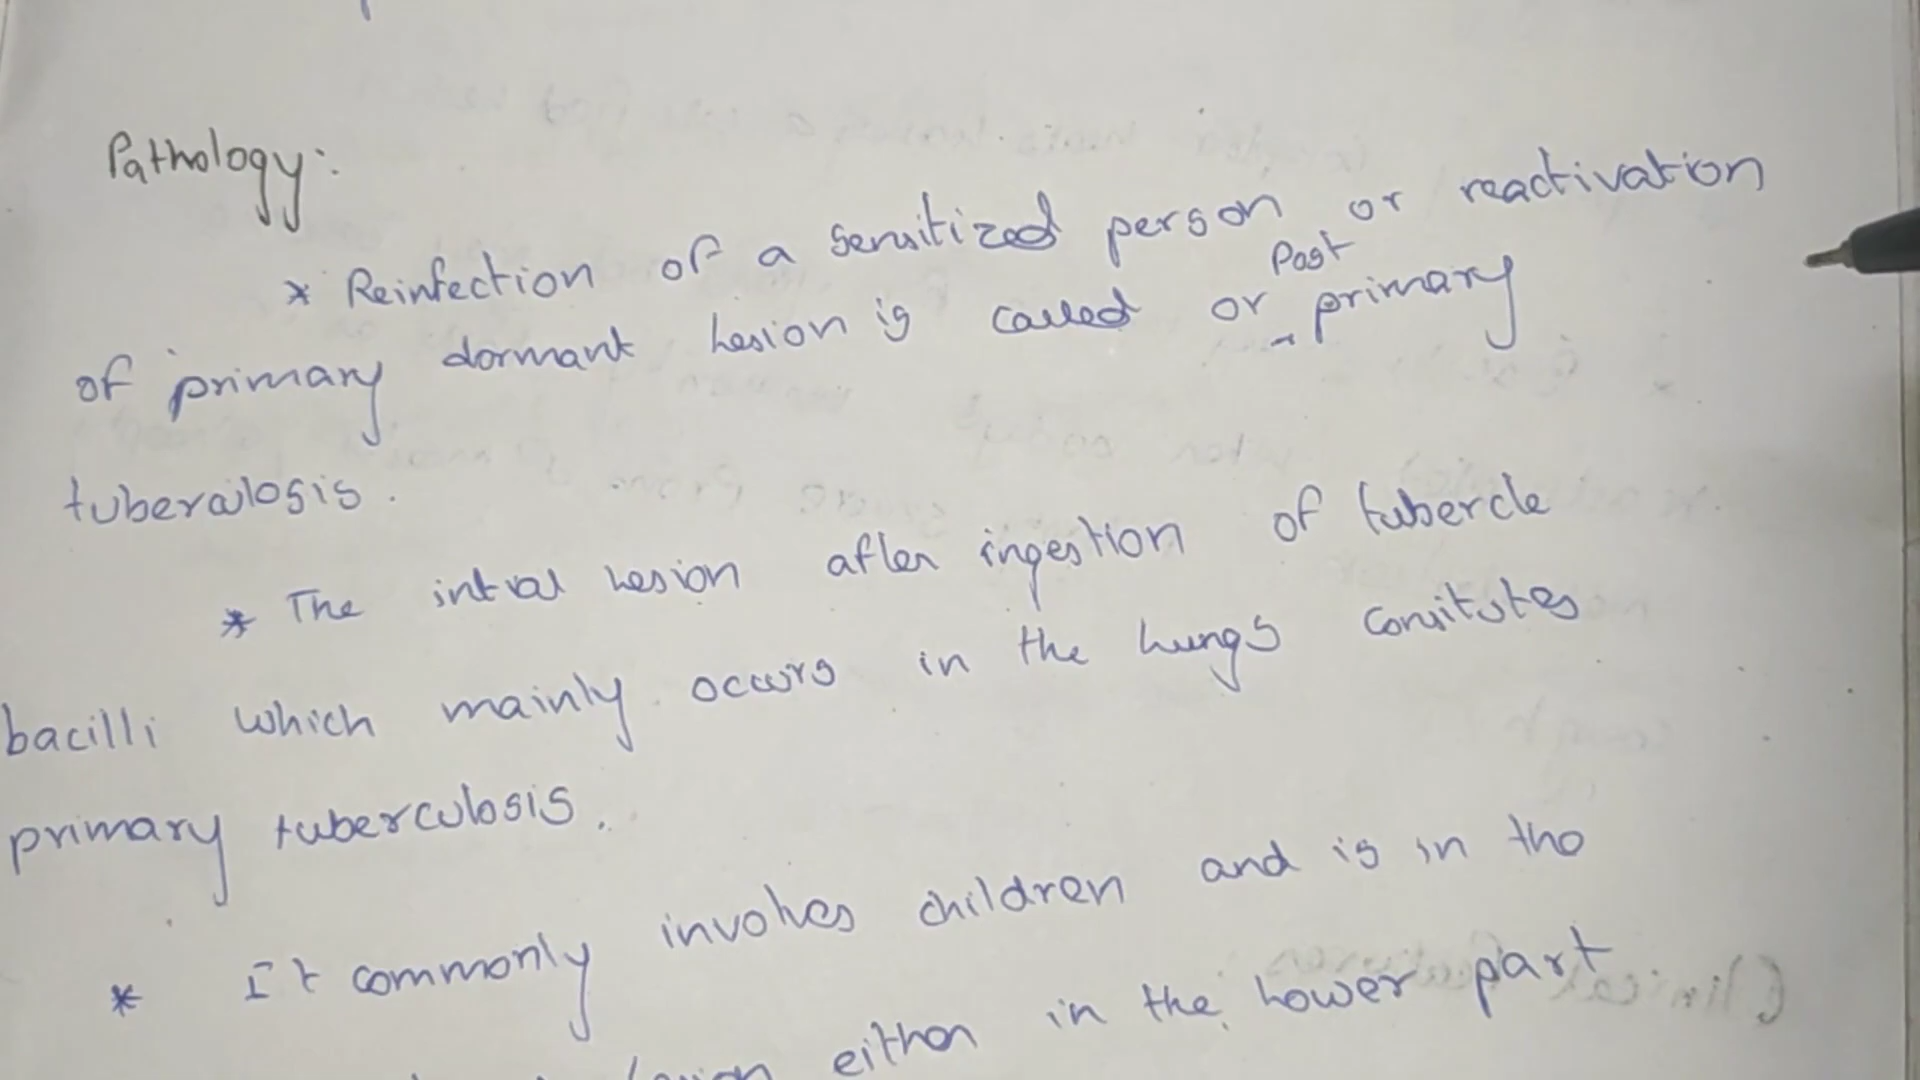 Pathology:
* Reinfection of a sensitized person or reactivation
of primary dormant lesion is called or ^ Post primary
tuberculosis.
* The intial lesion after ingestion of tubercle
bacilli which mainly occurs in the lungs consitutes
primary tuberculosis.
* It commonly involves children and is in the
lesion either in the lower part